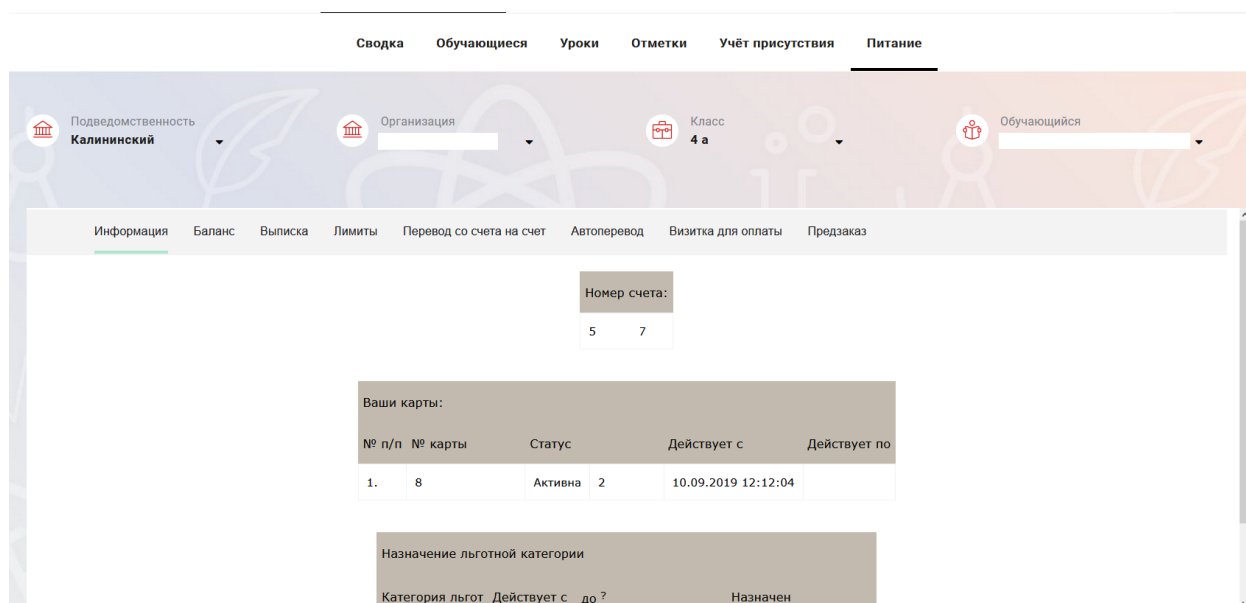 Сводка Обучающиеся Уроки Отметки Учёт присутствия Питание
Подведомственность Организация Класс Обучающийся
Калининский 4 а
Информация Баланс Выписка Лимиты Перевод со счета на счет Автоперевод Визитка для оплаты Предзаказ
Номер счета:
5 7
Ваши карты:
№ п/п № карты Статус Действует с Действует по
1. 8 Активна 2 10.09.2019 12:12:04
Назначение льготной категории
Категория льгот Действует с до ? Назначен